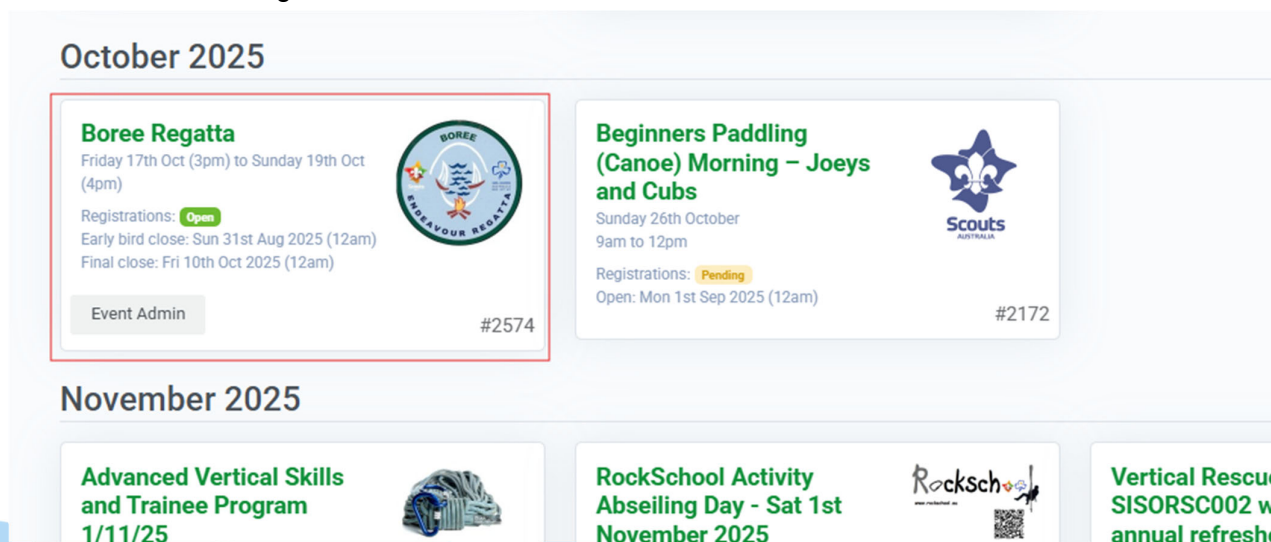 October 2025
Boree Regatta
Friday 17th Oct (3pm) to Sunday 19th Oct
(4pm)
Registrations: Open
Early bird close: Sun 31st Aug 2025 (12am)
Final close: Fri 10th Oct 2025 (12am)
Event Admin
#2574
BOREE
ENDEAVOUR REGATTA
Beginners Paddling
(Canoe) Morning – Joeys
and Cubs
Sunday 26th October
9am to 12pm
Registrations: Pending
Open: Mon 1st Sep 2025 (12am)
#2172
Scouts
AUSTRALIA
November 2025
Advanced Vertical Skills
and Trainee Program
1/11/25
RockSchool Activity
Abseiling Day - Sat 1st
November 2025
Rockschool
Vertical Rescue
SISORSC002 w
annual refreshe